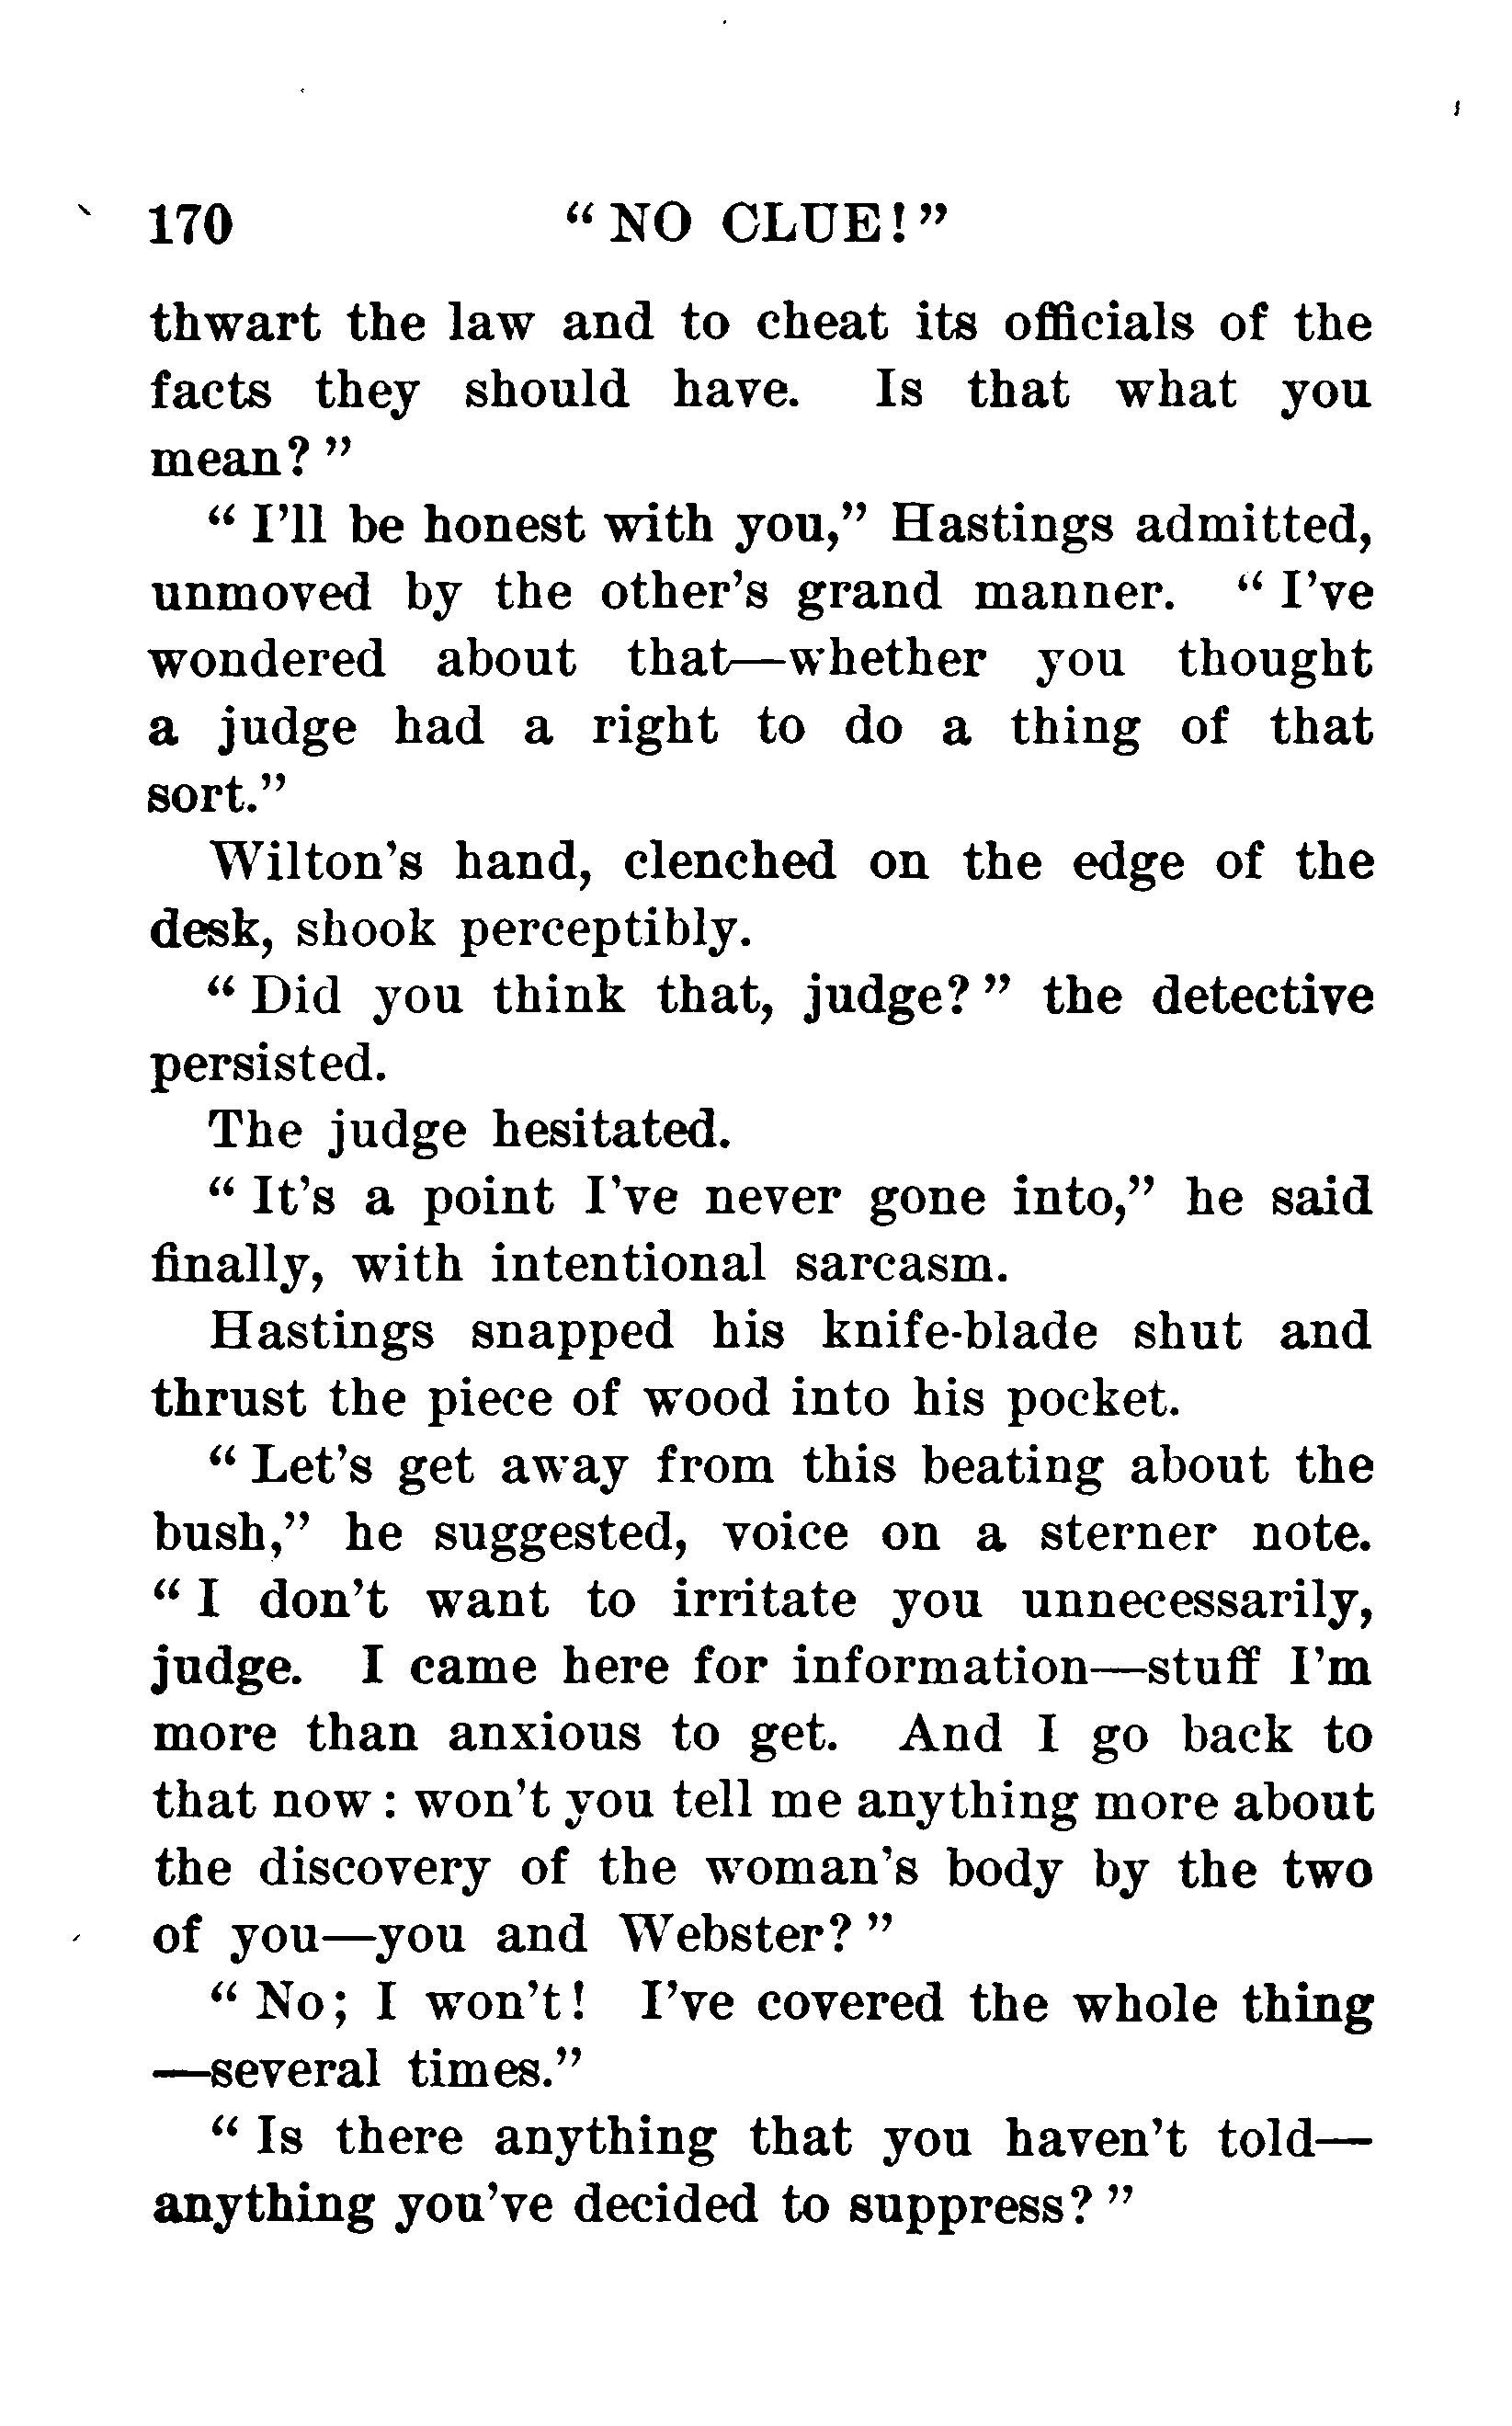 170 “ NO CLUE! ”
thwart the law and to cheat its officials of the
facts they should have. Is that what you
mean? ”
“ I’ll be honest with you,” Hastings admitted,
unmoved by the other’s grand manner. “ I’ve
wondered about that—whether you thought
a judge had a right to do a thing of that
sort.”
Wilton’s hand, clenched on the edge of the
desk, shook perceptibly.
“ Did you think that, judge? ” the detective
persisted.
The judge hesitated.
“ It’s a point I’ve never gone into,” he said
finally, with intentional sarcasm.
Hastings snapped his knife-blade shut and
thrust the piece of wood into his pocket.
“ Let’s get away from this beating about the
bush,” he suggested, voice on a sterner note.
“ I don’t want to irritate you unnecessarily,
judge. I came here for information—stuff I’m
more than anxious to get. And I go back to
that now : won’t you tell me anything more about
the discovery of the woman’s body by the two
of you—you and Webster? ”
“ No; I won’t! I’ve covered the whole thing
—several times.”
“ Is there anything that you haven’t told—
anything you’ve decided to suppress? ”